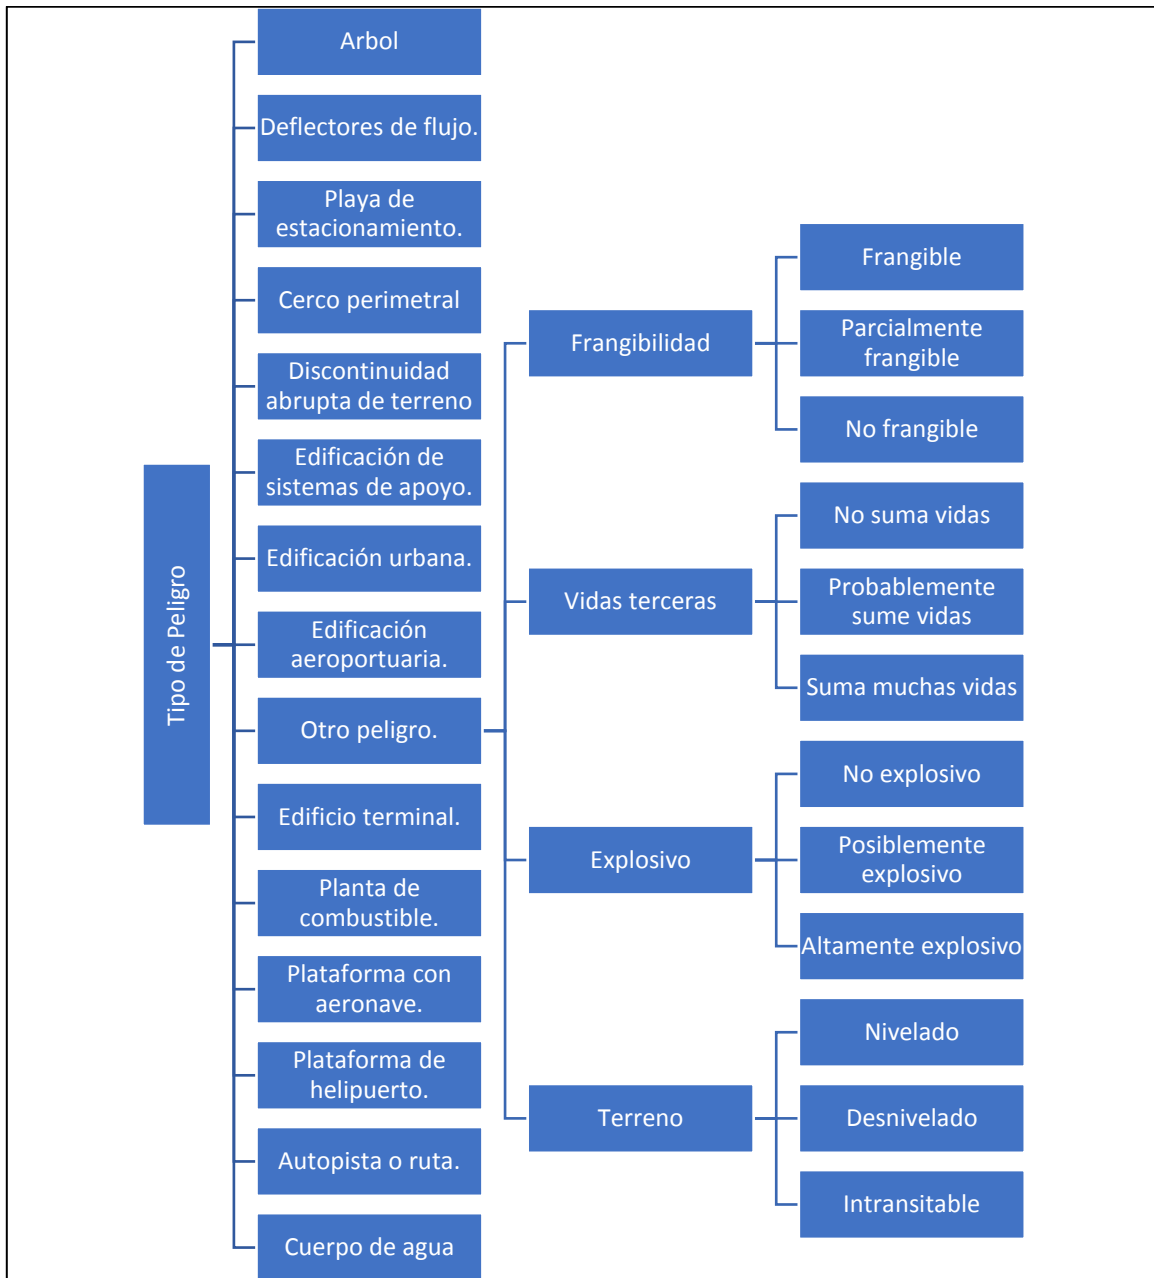 Tipo de Peligro
Arbol
Deflectores de flujo.
Playa de
estacionamiento.
Cerco perimetral
Discontinuidad
abrupta de terreno
Edificación de
sistemas de apoyo.
Edificación urbana.
Edificación
aeroportuaria.
Otro peligro.
Edificio terminal.
Planta de
combustible.
Plataforma con
aeronave.
Plataforma de
helipuerto.
Autopista o ruta.
Cuerpo de agua
Frangibilidad
Frangible
Parcialmente
frangible
No frangible
Vidas terceras
No suma vidas
Probablemente
sume vidas
Suma muchas vidas
Explosivo
No explosivo
Posiblemente
explosivo
Altamente explosivo
Terreno
Nivelado
Desnivelado
Intransitable